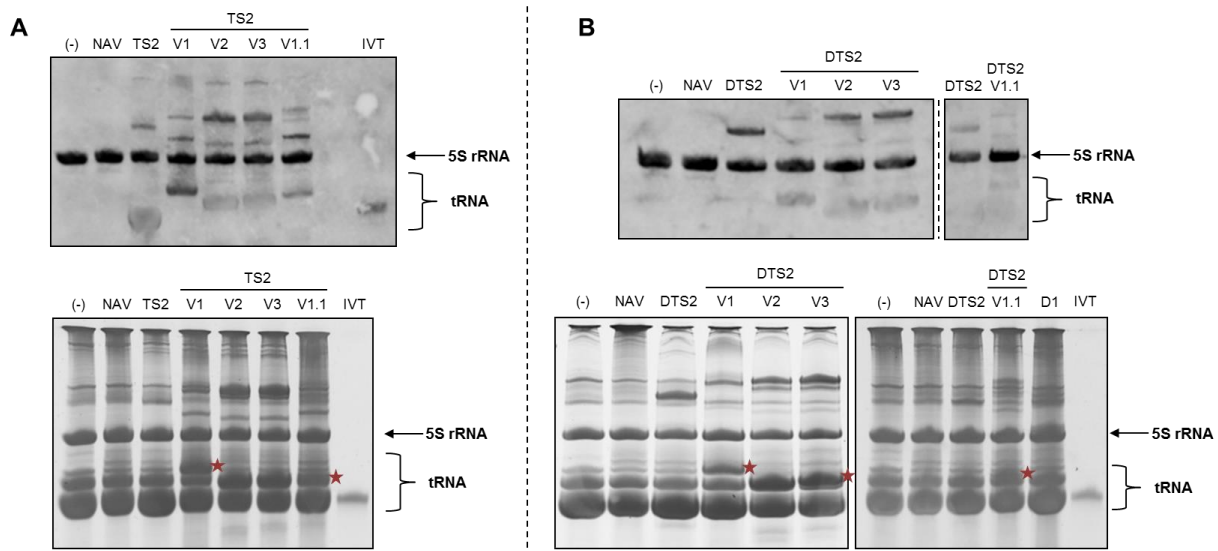 A
TS2
(-) NAV TS2 V1 V2 V3 V1.1 IVT
5S rRNA
tRNA
TS2
(-) NAV TS2 V1 V2 V3 V1.1 IVT
5S rRNA
tRNA
B
DTS2
(-) NAV DTS2 V1 V2 V3
DTS2
DTS2 V1.1
5S rRNA
tRNA
DTS2
(-) NAV DTS2 V1 V2 V3
DTS2
(-) NAV DTS2 V1.1 D1 IVT
5S rRNA
tRNA